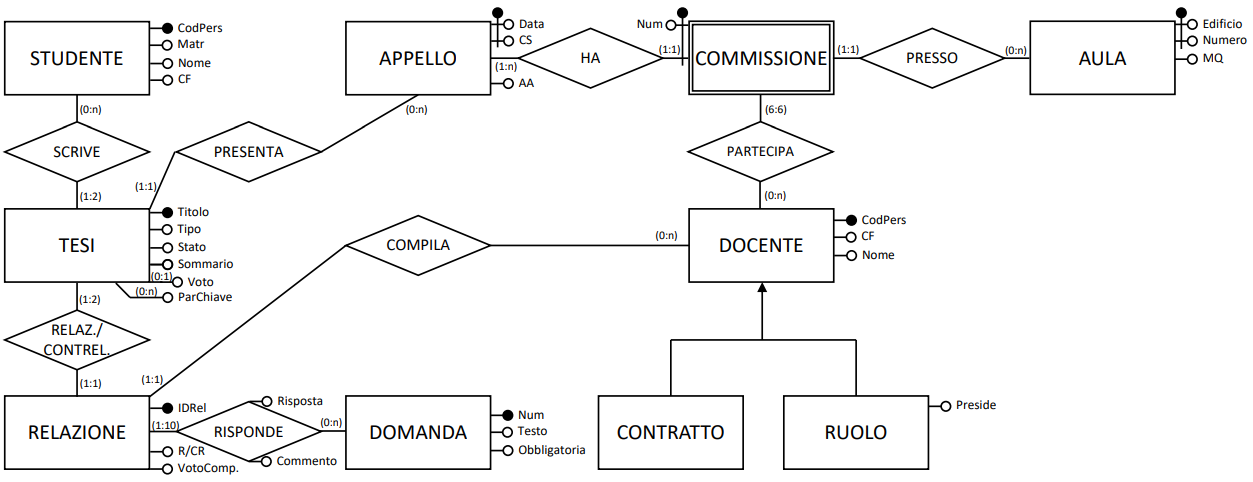 STUDENTE
CodPers
Matr
Nome
CF
APPELLO
Data
CS
(1:n)
AA
HA
(1:1)
Num
COMMISSIONE
(1:1)
PRESSO
(0:n)
AULA
Edificio
Numero
MQ
(0:n)
(0:n)
(6:6)
SCRIVE
PRESENTA
PARTECIPA
(1:2)
(1:1)
(0:n)
TESI
Titolo
Tipo
Stato
Sommario
(0:1)
Voto
(0:n)
ParChiave
COMPILA
(0:n)
DOCENTE
CodPers
CF
Nome
(1:2)
RELAZ./
CONTREL.
(1:1)
(1:1)
RELAZIONE
IDRel
(1:10)
R/CR
VotoComp.
RISPONDE
Risposta
Commento
(0:n)
DOMANDA
Num
Testo
Obbligatoria
CONTRATTO
RUOLO
Preside